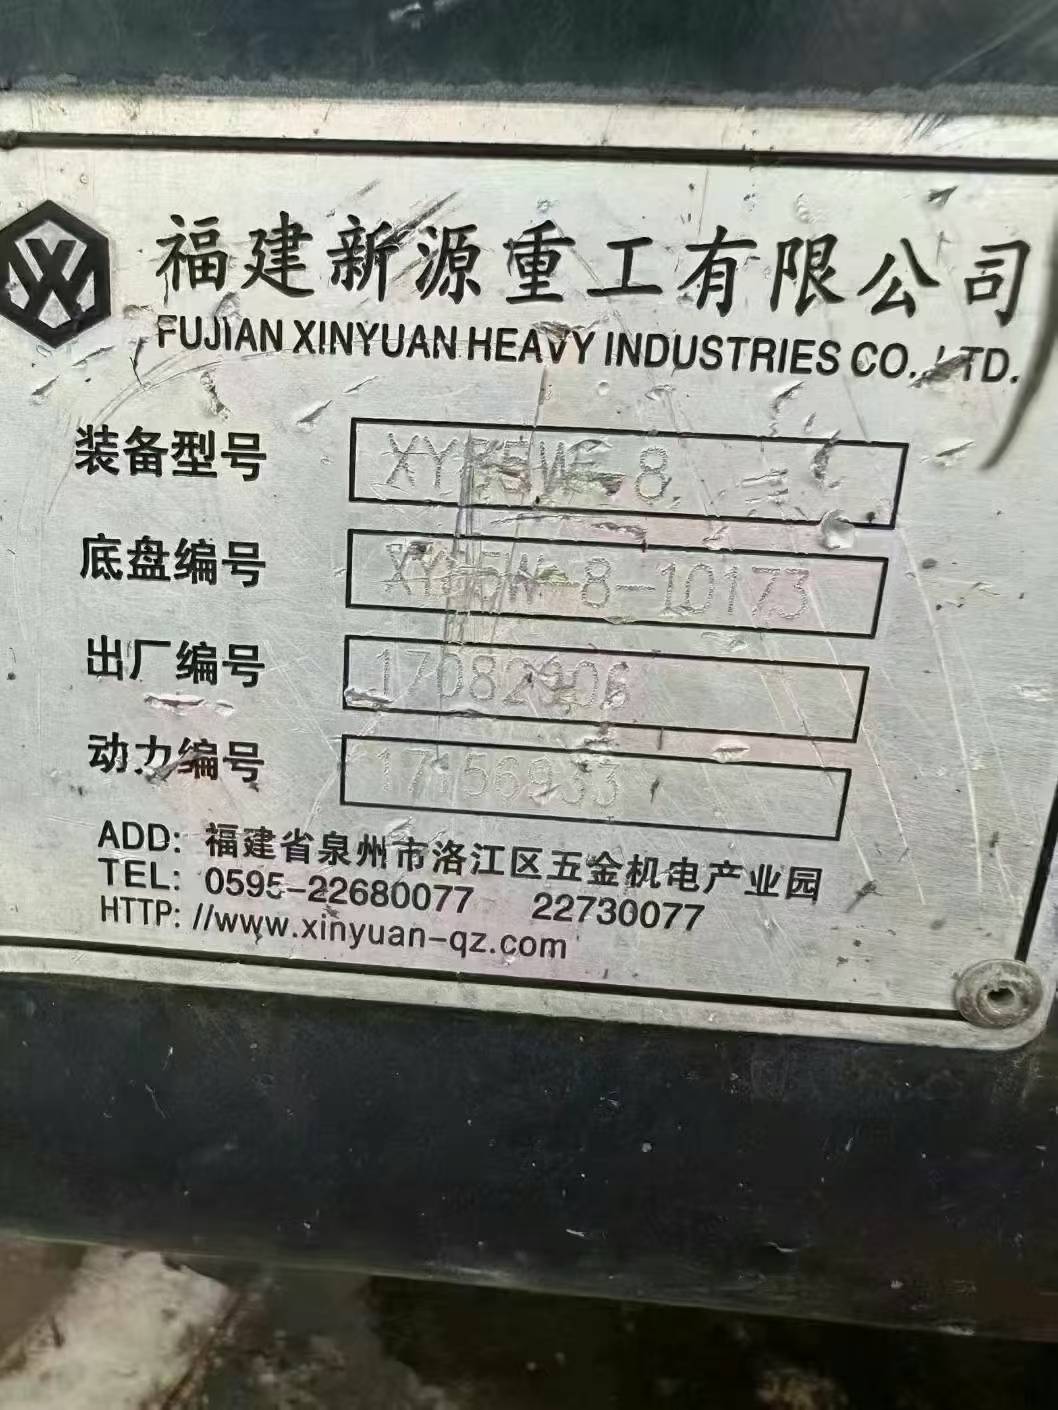 福建新源重工有限公司
FUJIAN XINYUAN HEAVY INDUSTRIES CO.,LTD.
装备型号
底盘编号 8-10173
出厂编号 17082906
动力编号
ADD: 福建省泉州市洛江区五金机电产业园
TEL: 0595-22680077 22730077
HTTP: //www.xinyuan-qz.com